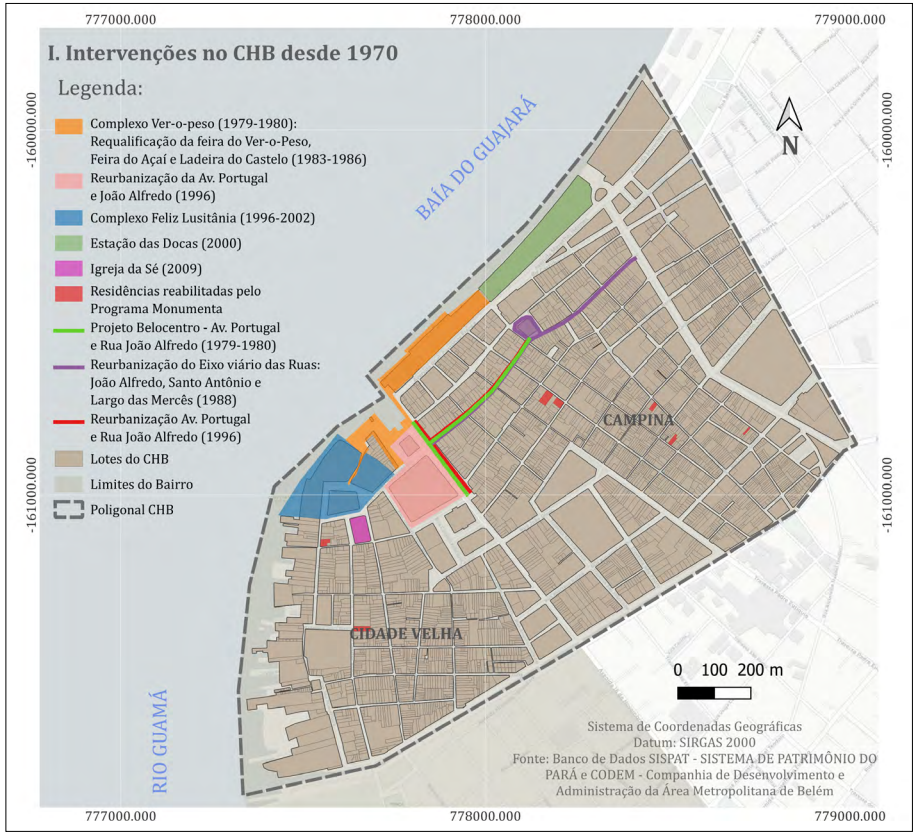 777000.000
778000.000
779000.000
I. Intervenções no CHB desde 1970
Legenda:
Complexo Ver-o-peso (1979-1980):
Requalificação da feira do Ver-o-Peso,
Feira do Açaí e Ladeira do Castelo (1983-1986)
Reurbanização da Av. Portugal
e João Alfredo (1996)
Complexo Feliz Lusitânia (1996-2002)
Estação das Docas (2000)
Igreja da Sé (2009)
Residências reabilitadas pelo
Programa Monumenta
Projeto Belocentro - Av. Portugal
e Rua João Alfredo (1979-1980)
Reurbanização do Eixo viário das Ruas:
João Alfredo, Santo Antônio e
Largo das Mercês (1988)
Reurbanização Av. Portugal
e Rua João Alfredo (1996)
Lotes do CHB
Limites do Bairro
Poligonal CHB
-160000.000
-160000.000
-161000.000
-161000.000
BAÍA DO GUAJARÁ
N
CAMPINA
CIDADE VELHA
RIO GUAMÁ
0 100 200 m
Sistema de Coordenadas Geográficas
Datum: SIRGAS 2000
Fonte: Banco de Dados SISPAT - SISTEMA DE PATRIMÔNIO DO
PARÁ e CODEM - Companhia de Desenvolvimento e
Administração da Área Metropolitana de Belém
777000.000
778000.000
779000.000